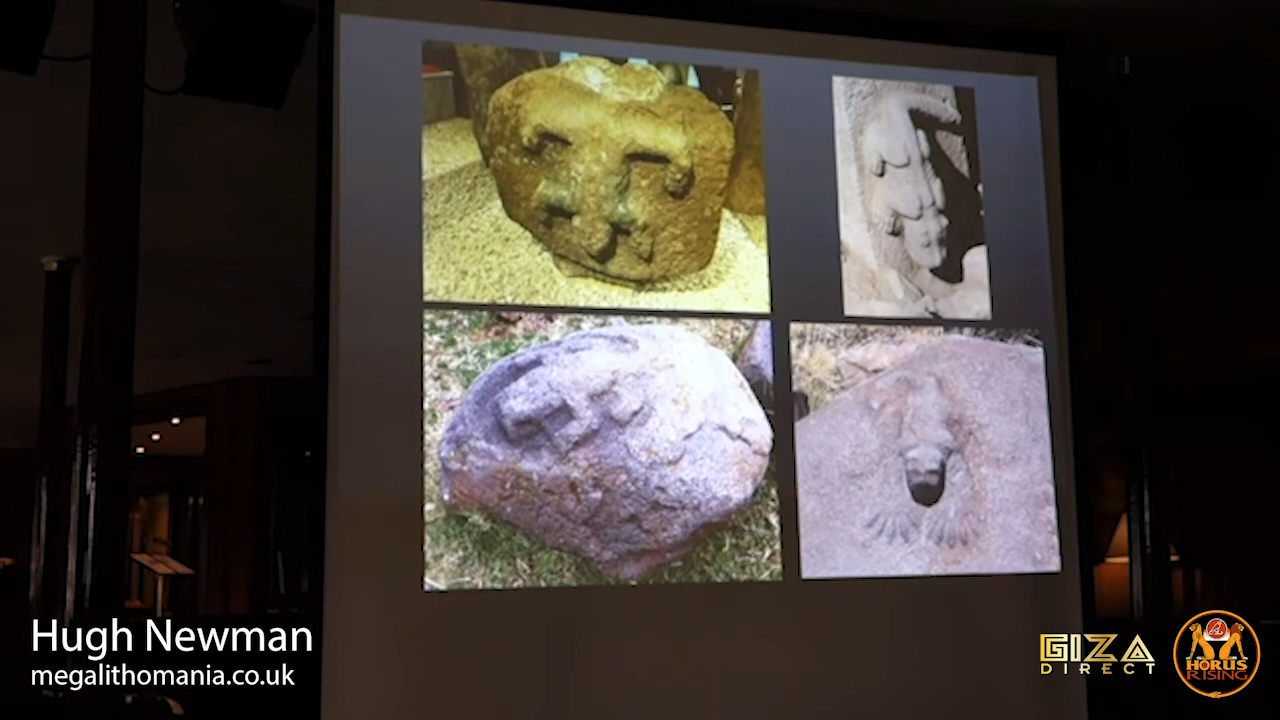 Hugh Newman
megalithomania.co.uk
GIZA
DIRECT
HORUS
RISING